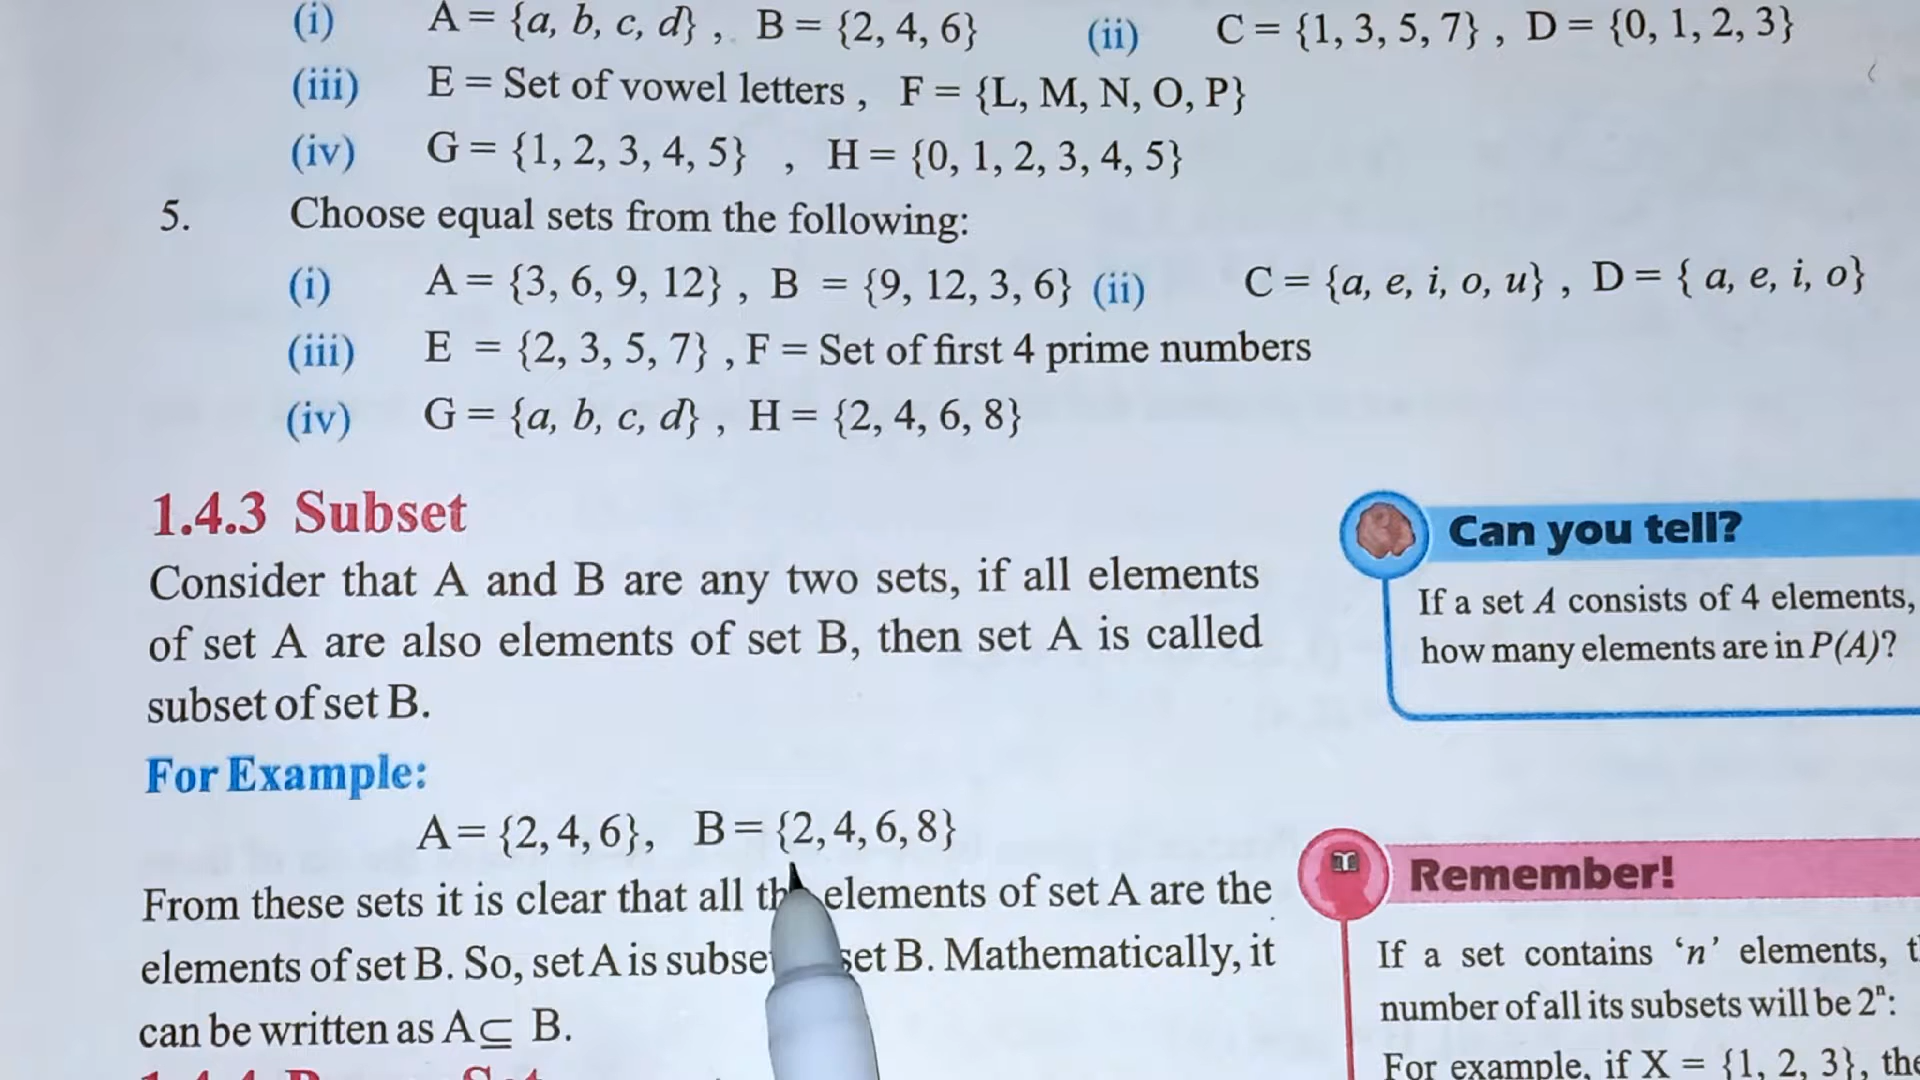 (i) A = {a, b, c, d} , B = {2, 4, 6} (ii) C = {1, 3, 5, 7} , D = {0, 1, 2, 3}
(iii) E = Set of vowel letters , F = {L, M, N, O, P}
(iv) G = {1, 2, 3, 4, 5} , H = {0, 1, 2, 3, 4, 5}
5. Choose equal sets from the following:
(i) A = {3, 6, 9, 12} , B = {9, 12, 3, 6} (ii) C = {a, e, i, o, u} , D = { a, e, i, o}
(iii) E = {2, 3, 5, 7} , F = Set of first 4 prime numbers
(iv) G = {a, b, c, d} , H = {2, 4, 6, 8}
1.4.3 Subset
Consider that A and B are any two sets, if all elements
of set A are also elements of set B, then set A is called
subset of set B.
For Example:
A = {2, 4, 6}, B = {2, 4, 6, 8}
From these sets it is clear that all th elements of set A are the
elements of set B. So, set A is subse set B. Mathematically, it
can be written as A ⊆ B.
Can you tell?
If a set A consists of 4 elements,
how many elements are in P(A)?
Remember!
If a set contains ‘n’ elements,
number of all its subsets will be 2ⁿ:
For example, if X = {1, 2, 3}, the